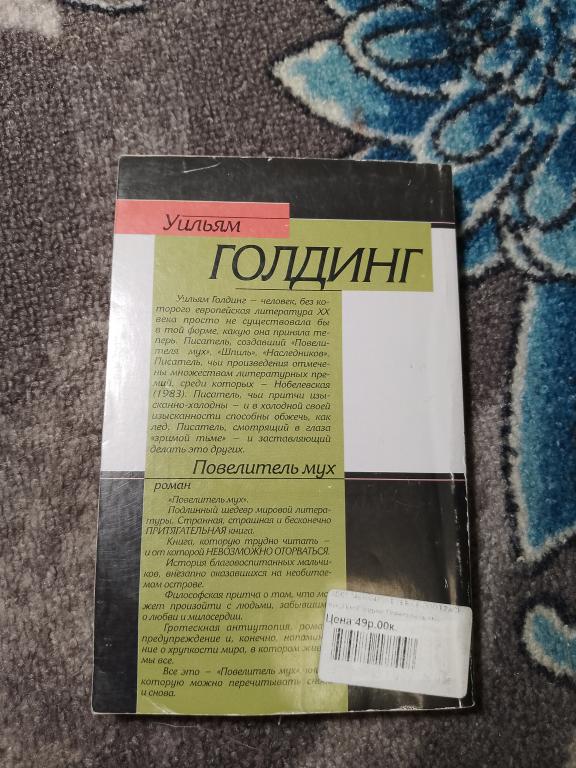 Уильям
ГОЛДИНГ
Уильям Голдинг – человек, без ко-
торого европейская литература XX
века просто не существовала бы
в той форме, какую она приняла те-
перь. Писатель, создавший «Повели-
теля мух», «Шпиль», «Наследников».
Писатель, чьи произведения отмече-
ны множеством литературных пре-
мий, среди которых – Нобелевская
(1983). Писатель, чьи притчи изы-
сканно-холодны – и в холодной своей
изысканности способны обжечь, как
лед. Писатель, смотрящий в глаза
«зримой тьме» – и заставляющий
делать это других.
Повелитель мух
роман
«Повелитель мух».
Подлинный шедевр мировой литера-
туры. Странная, страшная и бесконечно
ПРИТЯГАТЕЛЬНАЯ книга.
Книга, которую трудно читать –
и от которой НЕВОЗМОЖНО ОТОРВАТЬСЯ.
История благовоспитанных мальчи-
ков, внезапно оказавшихся на необитае-
мом острове.
Философская притча о том, что мо-
жет произойти с людьми, забывшим
о любви и милосердии.
Гротескная антиутопия, рома
предупреждение и, конечно, напомин
ние о хрупкости мира, в котором жив
мы все.
Все это – «Повелитель мух»,
которую можно перечитывать снов
и снова.
Цена 49р.00к.